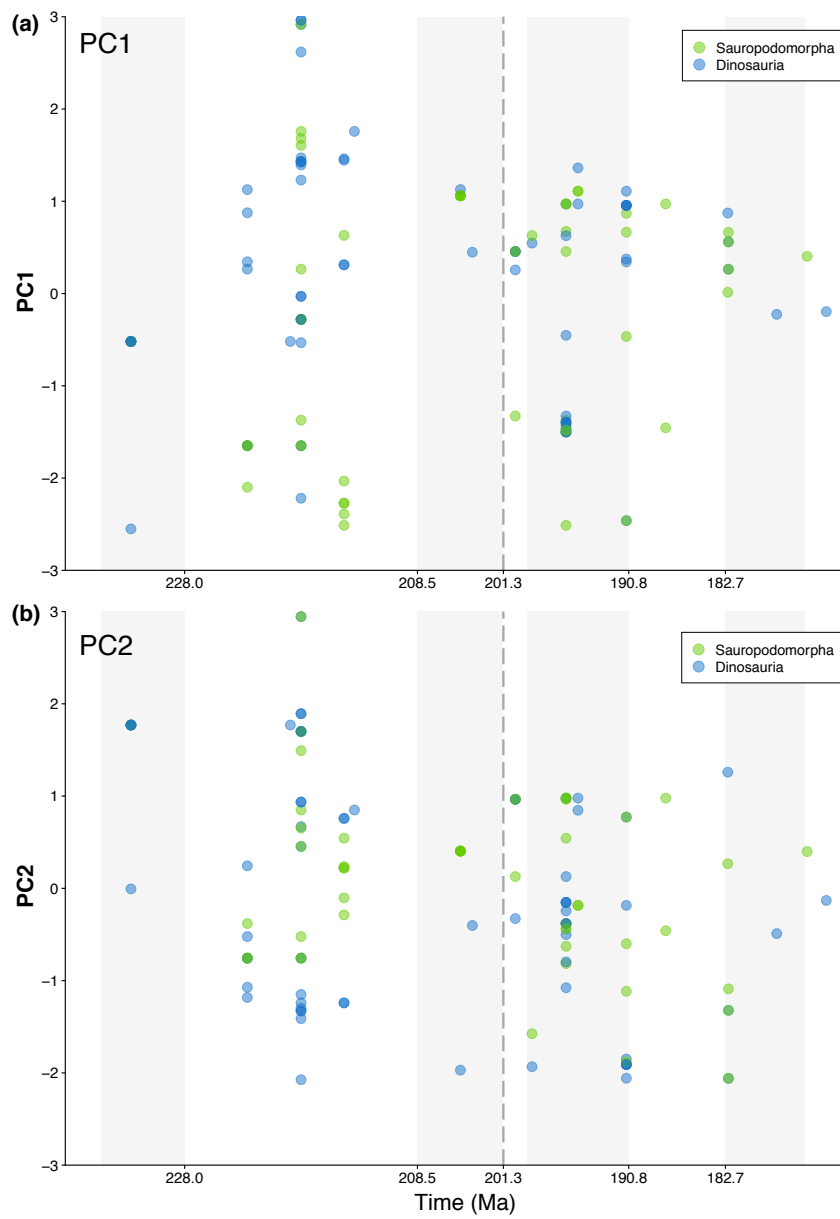 (a)
PC1
Sauropodomorpha
Dinosauria
3
2
1
0
−1
−2
−3
PC1
228.0 208.5 201.3 190.8 182.7
(b)
PC2
Sauropodomorpha
Dinosauria
3
2
1
0
−1
−2
−3
PC2
228.0 208.5 201.3 190.8 182.7
Time (Ma)